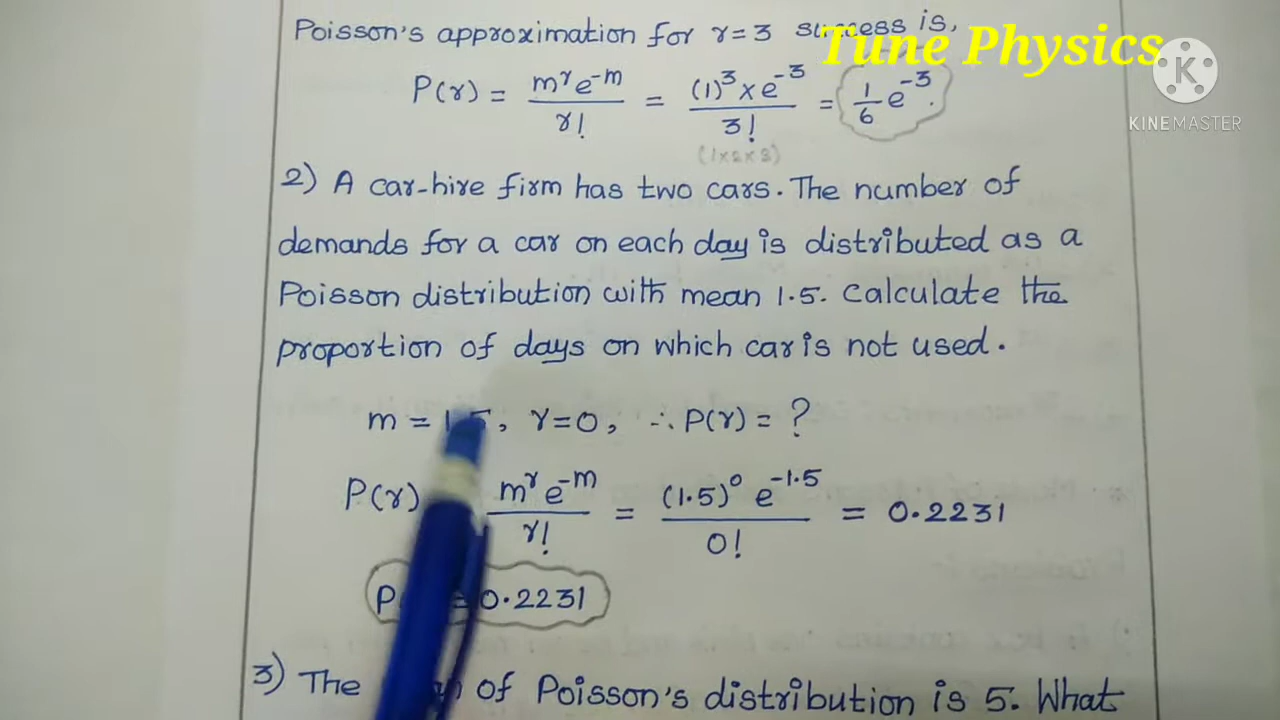 Poisson's approximation for r=3 success is,
Tune Physics
P(r) = m^r e^-m / r! = (1)^3 x e^-3 / 3! = 1/6 e^-3.
(1x2x3)
KINEMASTER
2) A car-hire firm has two cars. The number of
demands for a car on each day is distributed as a
Poisson distribution with mean 1.5. Calculate the
proportion of days on which car is not used.
m = 1.5, r=0, ∴ P(r) = ?
P(r) m^r e^-m / r! = (1.5)^0 e^-1.5 / 0! = 0.2231
P = 0.2231
3) The of Poisson's distribution is 5. What